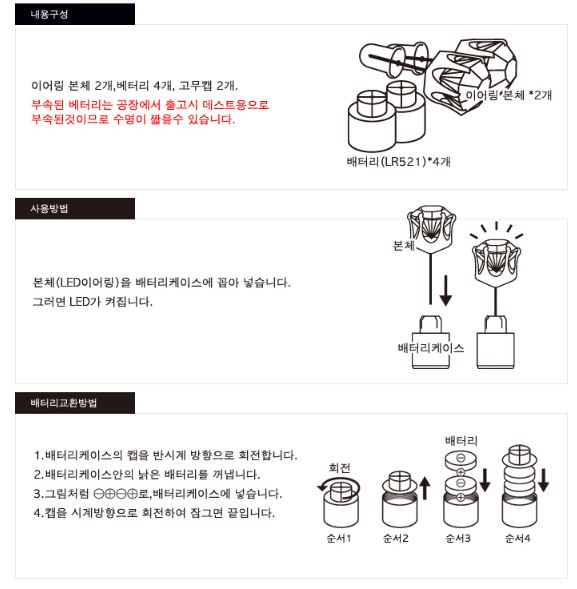 내용구성
이어링 본체 2개,베터리 4개, 고무캡 2개.
부속된 베터리는 공장에서 출고시 데스트용으로
부속된것이므로 수명이 짧을수 있습니다.
이어링 본체 *2개
배터리(LR521)*4개
사용방법
본체(LED이어링)을 배터리케이스에 꼽아 넣습니다.
그러면 LED가 켜집니다.
본체
배터리케이스
배터리교환방법
1.배터리케이스의 캡을 반시계 방향으로 회전합니다.
2.배터리케이스안의 낡은 배터리를 꺼냅니다.
3.그림처럼 ⊖⊕⊖⊕로,배터리케이스에 넣습니다.
4.캡을 시계방향으로 회전하여 잠그면 끝입니다.
회전
배터리
순서1
순서2
순서3
순서4